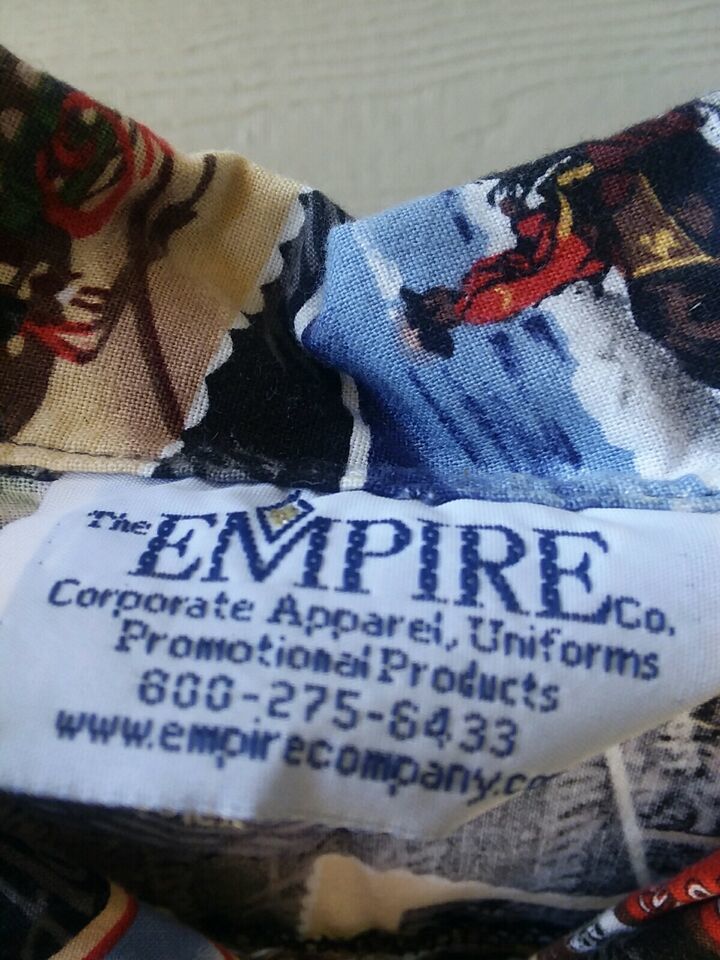 The EMPIRE Co.
Corporate Apparel, Uniforms
Promotional Products
800-275-6433
www.empirecompany.co